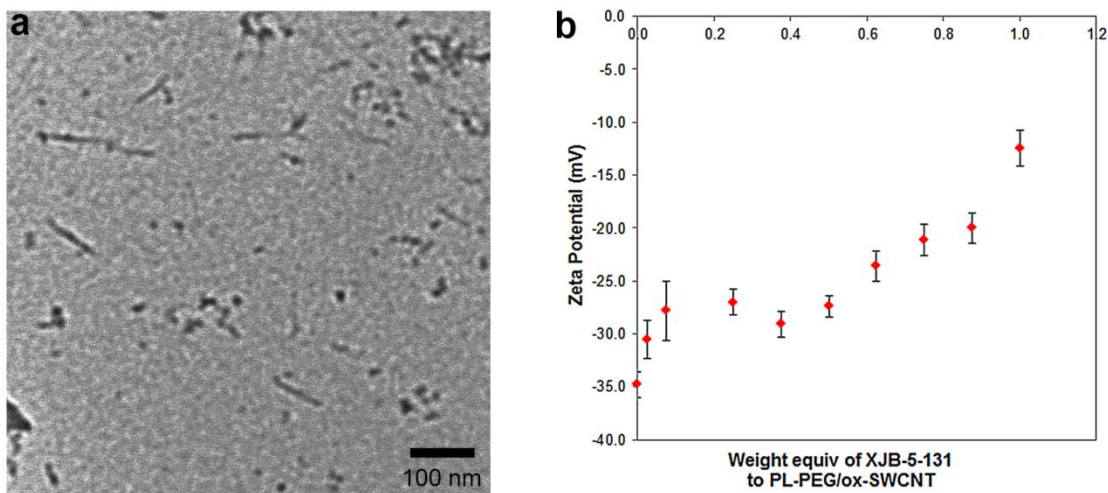 a
100 nm
b
0.0
0.0 0.2 0.4 0.6 0.8 1.0 1.2
-5.0
-10.0
-15.0
-20.0
-25.0
-30.0
-35.0
-40.0
Zeta Potential (mV)
Weight equiv of XJB-5-131
to PL-PEG/ox-SWCNT